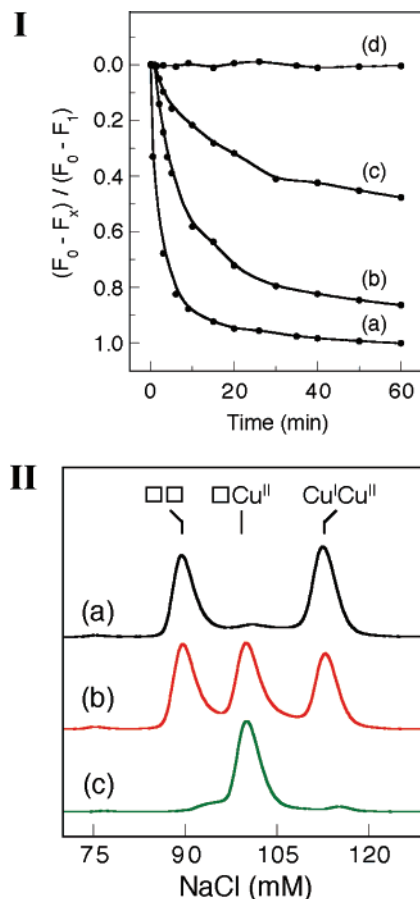 I
(F₀ - Fₓ) / (F₀ - F₁)
0.0
0.2
0.4
0.6
0.8
1.0
(d)
(c)
(b)
(a)
0
20
40
60
Time (min)
II
□□ □Cuᴵᴵ CuᴵCuᴵᴵ
(a)
(b)
(c)
75 90 105 120
NaCl (mM)